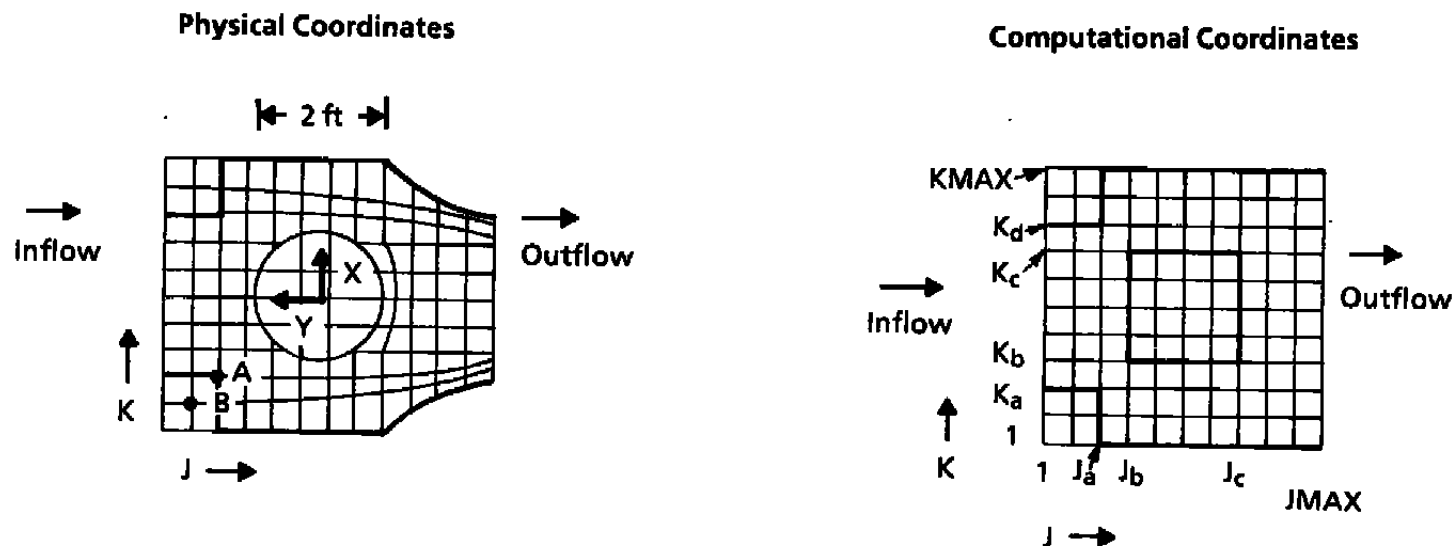 Physical Coordinates
2 ft
Inflow
Outflow
X
Y
A
B
K
J
Computational Coordinates
KMAX
Kd
Kc
Inflow
Outflow
Kb
Ka
1
K
1 Ja Jb Jc
JMAX
J